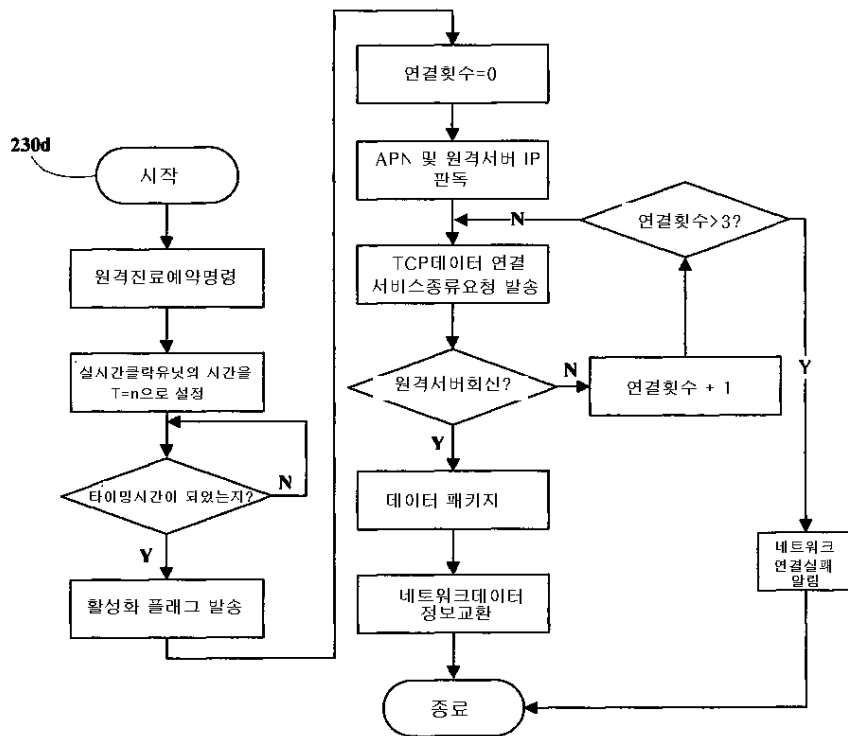 230d
시작
원격진료예약명령
실시간클락유닛의 시간을
T=n으로 설정
타이밍시간이 되었는지?
N
Y
활성화 플래그 발송
연결횟수=0
APN 및 원격서버 IP
판독
TCP데이터 연결
서비스종류요청 발송
원격서버회신?
N
Y
연결횟수 + 1
연결횟수>3?
N
Y
데이터 패키지
네트워크데이터
정보교환
네트워크
연결실패
알림
종료